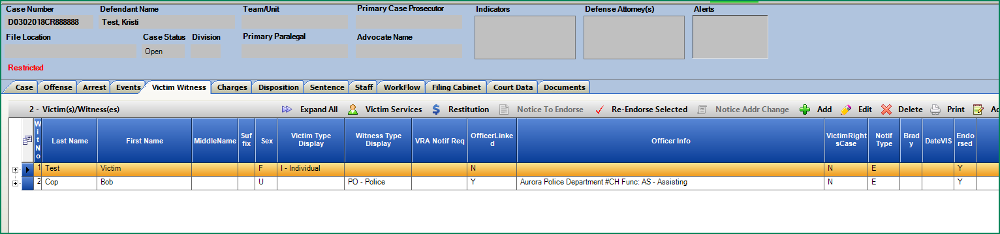 Case Number Defendant Name Team/Unit Primary Case Prosecutor Indicators Defense Attorney(s) Alerts
D0302018CR888888 Test, Kristi
File Location Case Status Division Primary Paralegal Advocate Name
Open
Restricted
Case Offense Arrest Events Victim Witness Charges Disposition Sentence Staff WorkFlow Filing Cabinet Court Data Documents
2 - Victim(s)/Witness(es) Expand All Victim Services Restitution Notice To Endorse Re-Endorse Selected Notice Addr Change Add Edit Delete Print
WitNo Last Name First Name MiddleName Suffix Sex Victim Type Display Witness Type Display VRA Notif Req OfficerLinked Officer Info VictimRightsCase Notif Type Brady DateVIS Endorsed
1 Test Victim F I - Individual N N E Y
2 Cop Bob U PO - Police Y Aurora Police Department #CH Func: AS - Assisting N E Y